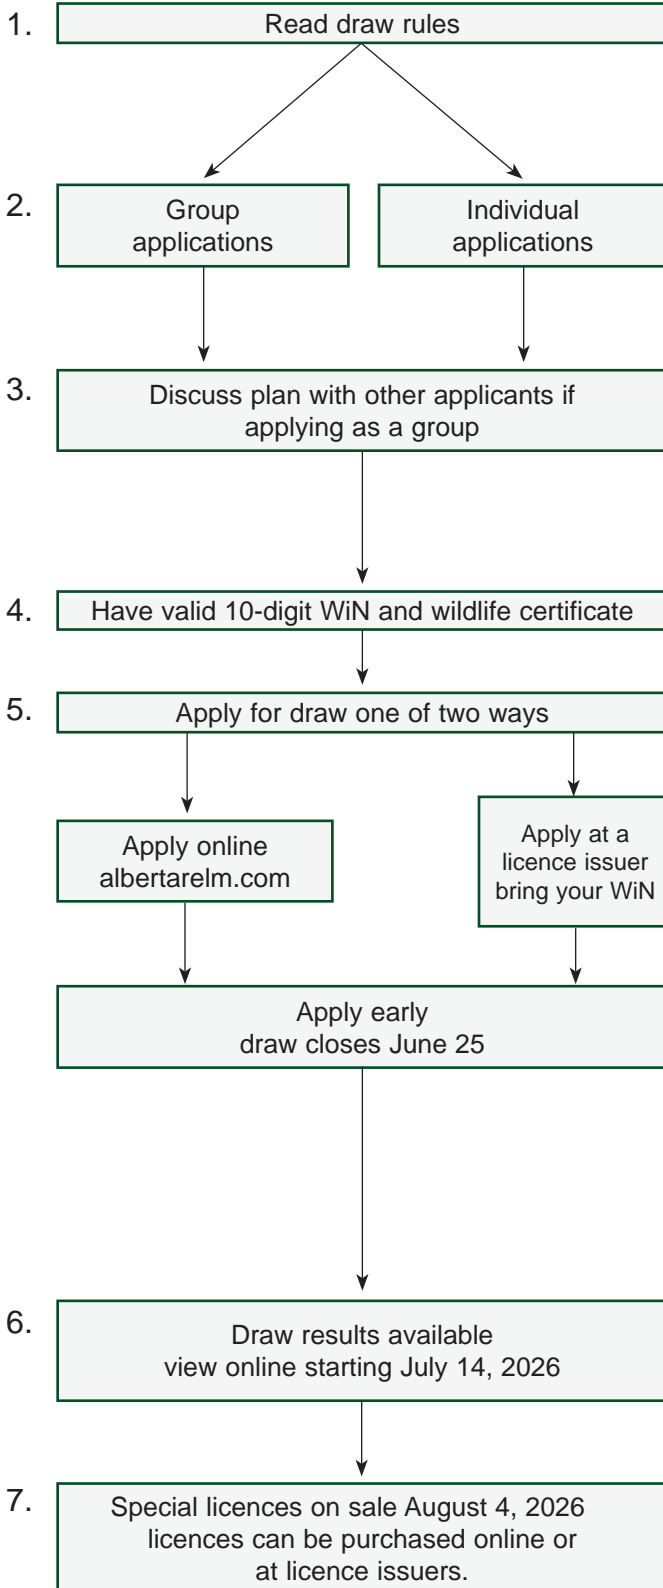 1. Read draw rules
2. Group applications
Individual applications
3. Discuss plan with other applicants if
applying as a group
4. Have valid 10-digit WiN and wildlife certificate
5. Apply for draw one of two ways
Apply online
albertarelm.com
Apply at a
licence issuer
bring your WiN
Apply early
draw closes June 25
6. Draw results available
view online starting July 14, 2026
7. Special licences on sale August 4, 2026
licences can be purchased online or
at licence issuers.